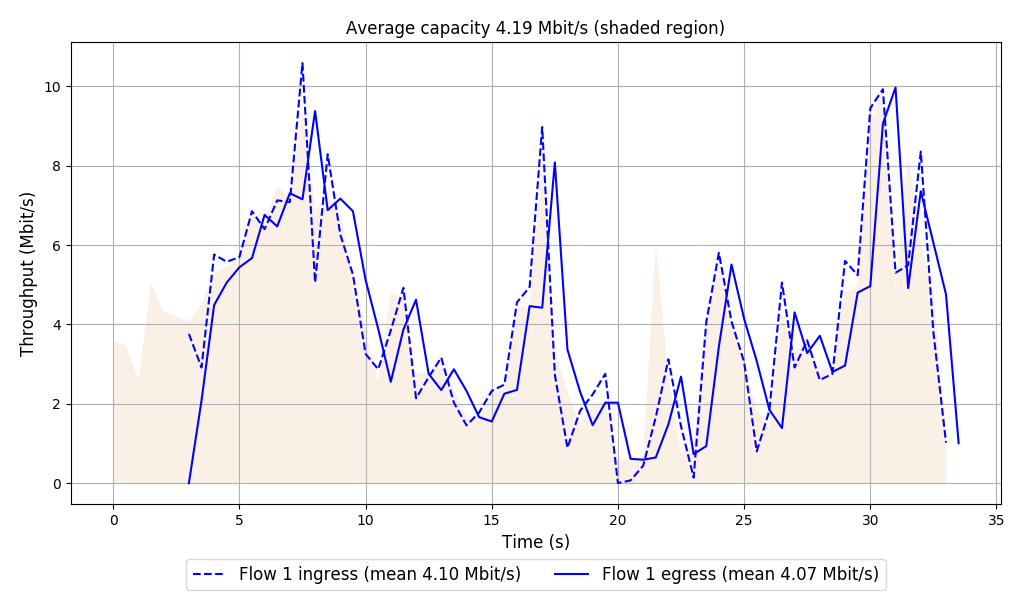 Average capacity 4.19 Mbit/s (shaded region)
Throughput (Mbit/s)
10
8
6
4
2
0
0 5 10 15 20 25 30 35
Time (s)
Flow 1 ingress (mean 4.10 Mbit/s) Flow 1 egress (mean 4.07 Mbit/s)